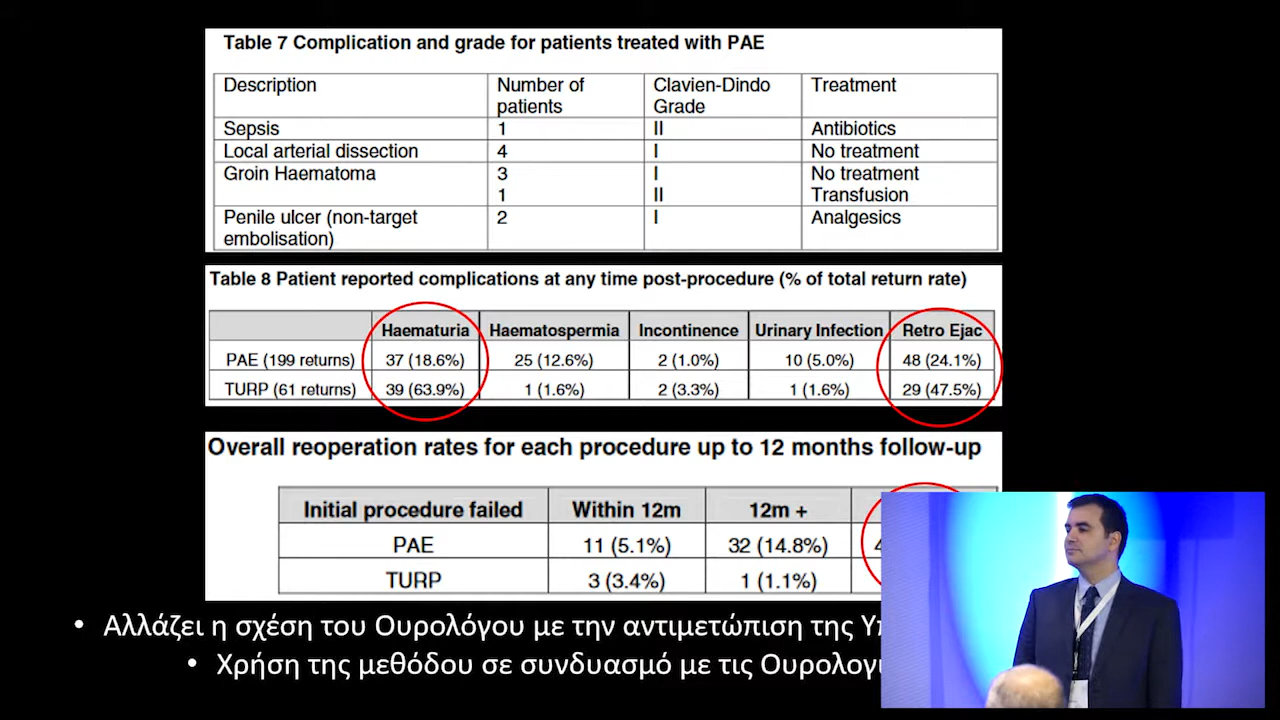 Table 7 Complication and grade for patients treated with PAE
Description Number of patients Clavien-Dindo Grade Treatment
Sepsis 1 II Antibiotics
Local arterial dissection 4 I No treatment
Groin Haematoma 3 I No treatment
1 II Transfusion
Penile ulcer (non-target embolisation) 2 I Analgesics
Table 8 Patient reported complications at any time post-procedure (% of total return rate)
Haematuria Haematospermia Incontinence Urinary Infection Retro Ejac
PAE (199 returns) 37 (18.6%) 25 (12.6%) 2 (1.0%) 10 (5.0%) 48 (24.1%)
TURP (61 returns) 39 (63.9%) 1 (1.6%) 2 (3.3%) 1 (1.6%) 29 (47.5%)
Overall reoperation rates for each procedure up to 12 months follow-up
Initial procedure failed Within 12m 12m +
PAE 11 (5.1%) 32 (14.8%)
TURP 3 (3.4%) 1 (1.1%)
• Αλλάζει η σχέση του Ουρολόγου με την αντιμετώπιση της
• Χρήση της μεθόδου σε συνδυασμό με τις